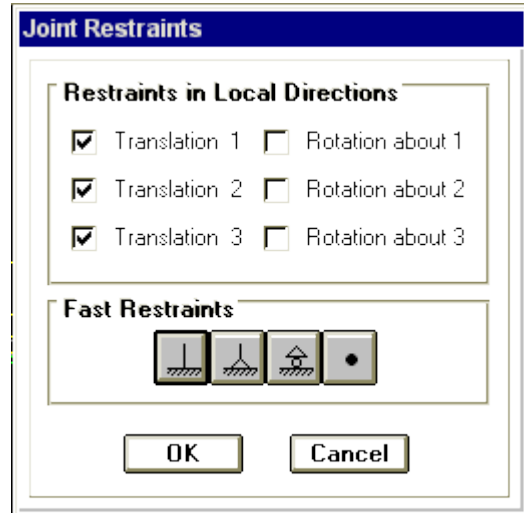 Joint Restraints
Restraints in Local Directions
Translation 1 Rotation about 1
Translation 2 Rotation about 2
Translation 3 Rotation about 3
Fast Restraints
OK Cancel